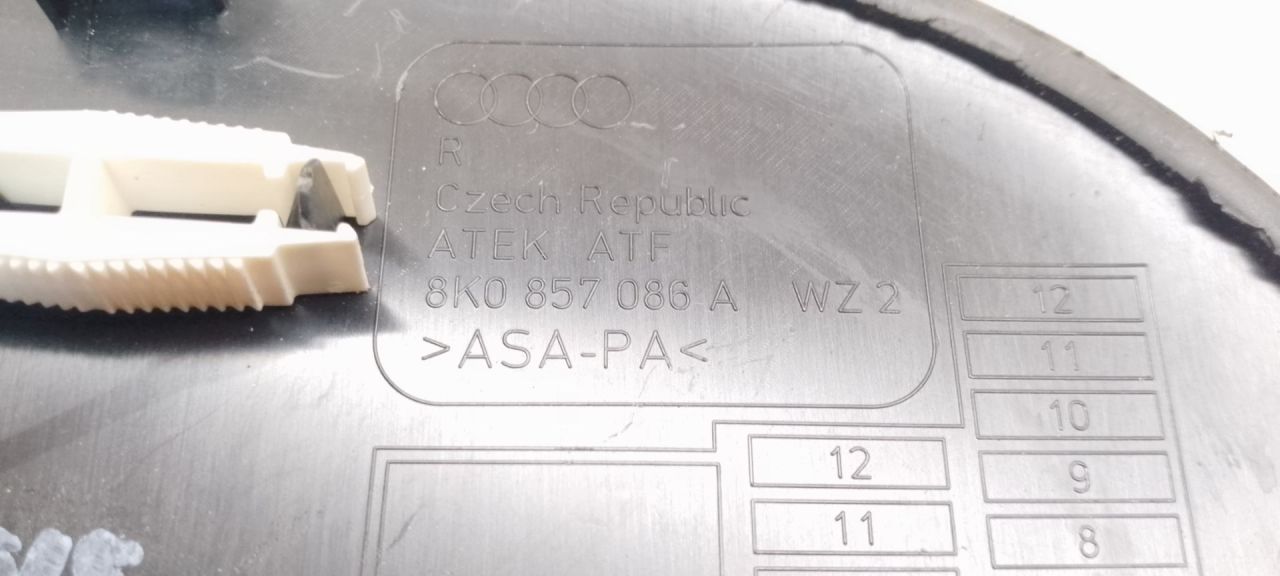 R
Czech Republic
ATEK ATF
8K0 857 086 A WZ 2
>ASA-PA<
12
11
10
9
8
12
11